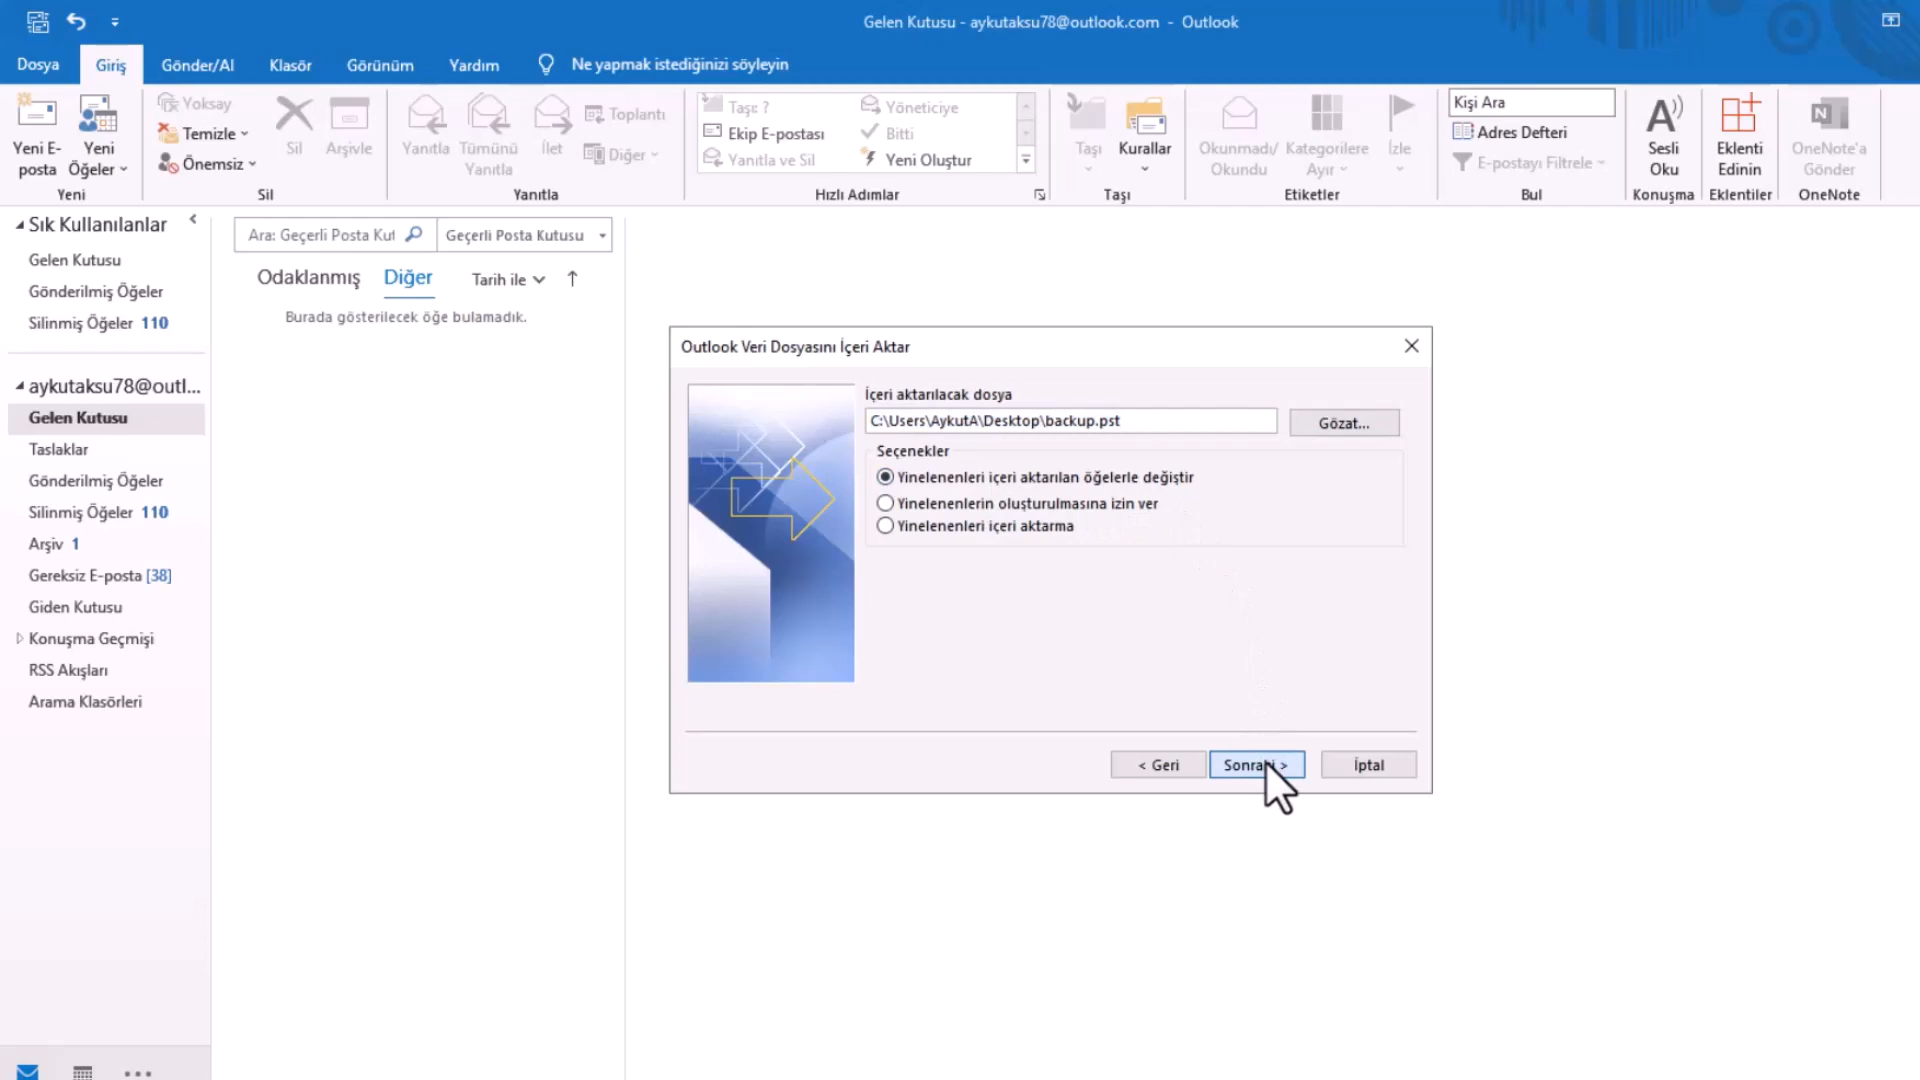 Gelen Kutusu - aykutaksu78@outlook.com - Outlook
Dosya Giriş Gönder/Al Klasör Görünüm Yardım Ne yapmak istediğinizi söyleyin
Yeni E-posta
Yeni Öğeler
Yeni
Yoksay
Temizle
Önemsiz
Sil
Arşivle
Sil
Yanıtla
Tümünü Yanıtla
İlet
Toplantı
Diğer
Yanıtla
Taşı: ?
Ekip E-postası
Yanıtla ve Sil
Yöneticiye
Bitti
Yeni Oluştur
Hızlı Adımlar
Taşı
Kurallar
Taşı
Okunmadı/ Okundu
Kategorilere Ayır
İzle
Etiketler
Kişi Ara
Adres Defteri
E-postayı Filtrele
Bul
Sesli Oku
Konuşma
Eklenti Edinin
Eklentiler
OneNote'a Gönder
OneNote
Sık Kullanılanlar
Gelen Kutusu
Gönderilmiş Öğeler
Silinmiş Öğeler 110
aykutaksu78@outl...
Gelen Kutusu
Taslaklar
Gönderilmiş Öğeler
Silinmiş Öğeler 110
Arşiv 1
Gereksiz E-posta [38]
Giden Kutusu
Konuşma Geçmişi
RSS Akışları
Arama Klasörleri
Ara: Geçerli Posta Kut
Geçerli Posta Kutusu
Odaklanmış Diğer Tarih ile
Burada gösterilecek öğe bulamadık.
Outlook Veri Dosyasını İçeri Aktar
İçeri aktarılacak dosya
C:\Users\AykutA\Desktop\backup.pst
Gözat...
Seçenekler
Yinelenenleri içeri aktarılan öğelerle değiştir
Yinelenenlerin oluşturulmasına izin ver
Yinelenenleri içeri aktarma
< Geri
Sonraki >
İptal